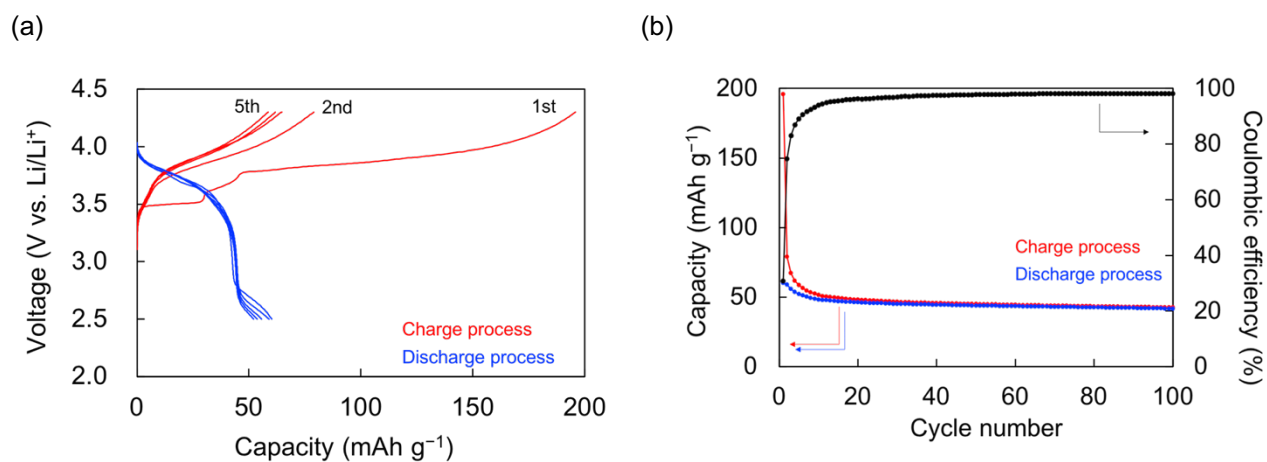 (a)
(b)
4.5
4.0
3.5
3.0
2.5
2.0
Voltage (V vs. Li/Li⁺)
5th
2nd
1st
Charge process
Discharge process
0
50
100
150
200
Capacity (mAh g⁻¹)
200
150
100
50
0
Capacity (mAh g⁻¹)
Charge process
Discharge process
100
80
60
40
20
0
Coulombic efficiency (%)
0
20
40
60
80
100
Cycle number